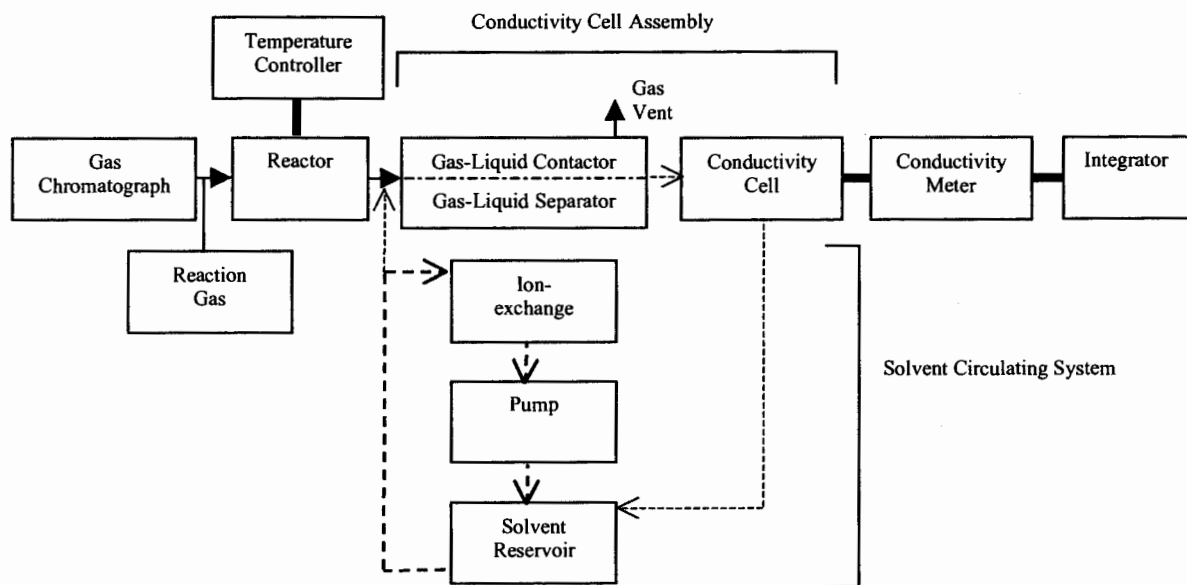 Conductivity Cell Assembly
Temperature
Controller
Gas
Vent
Gas
Chromatograph
Reactor
Gas-Liquid Contactor
Gas-Liquid Separator
Conductivity
Cell
Conductivity
Meter
Integrator
Reaction
Gas
Ion-
exchange
Pump
Solvent Circulating System
Solvent
Reservoir